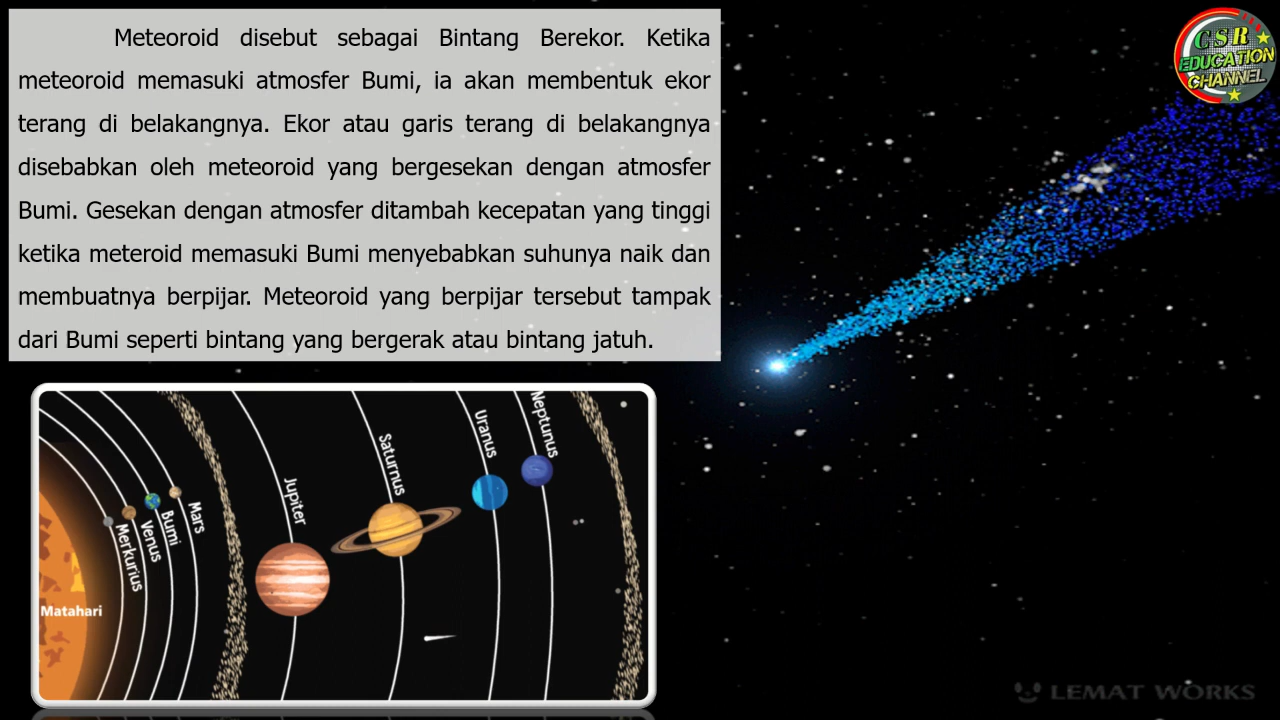 Meteoroid disebut sebagai Bintang Berekor. Ketika
meteoroid memasuki atmosfer Bumi, ia akan membentuk ekor
terang di belakangnya. Ekor atau garis terang di belakangnya
disebabkan oleh meteoroid yang bergesekan dengan atmosfer
Bumi. Gesekan dengan atmosfer ditambah kecepatan yang tinggi
ketika meteroid memasuki Bumi menyebabkan suhunya naik dan
membuatnya berpijar. Meteoroid yang berpijar tersebut tampak
dari Bumi seperti bintang yang bergerak atau bintang jatuh.
CSR
EDUCATION
CHANNEL
Matahari
Merkurius
Venus
Bumi
Mars
Jupiter
Saturnus
Uranus
Neptunus
LEMAT WORKS